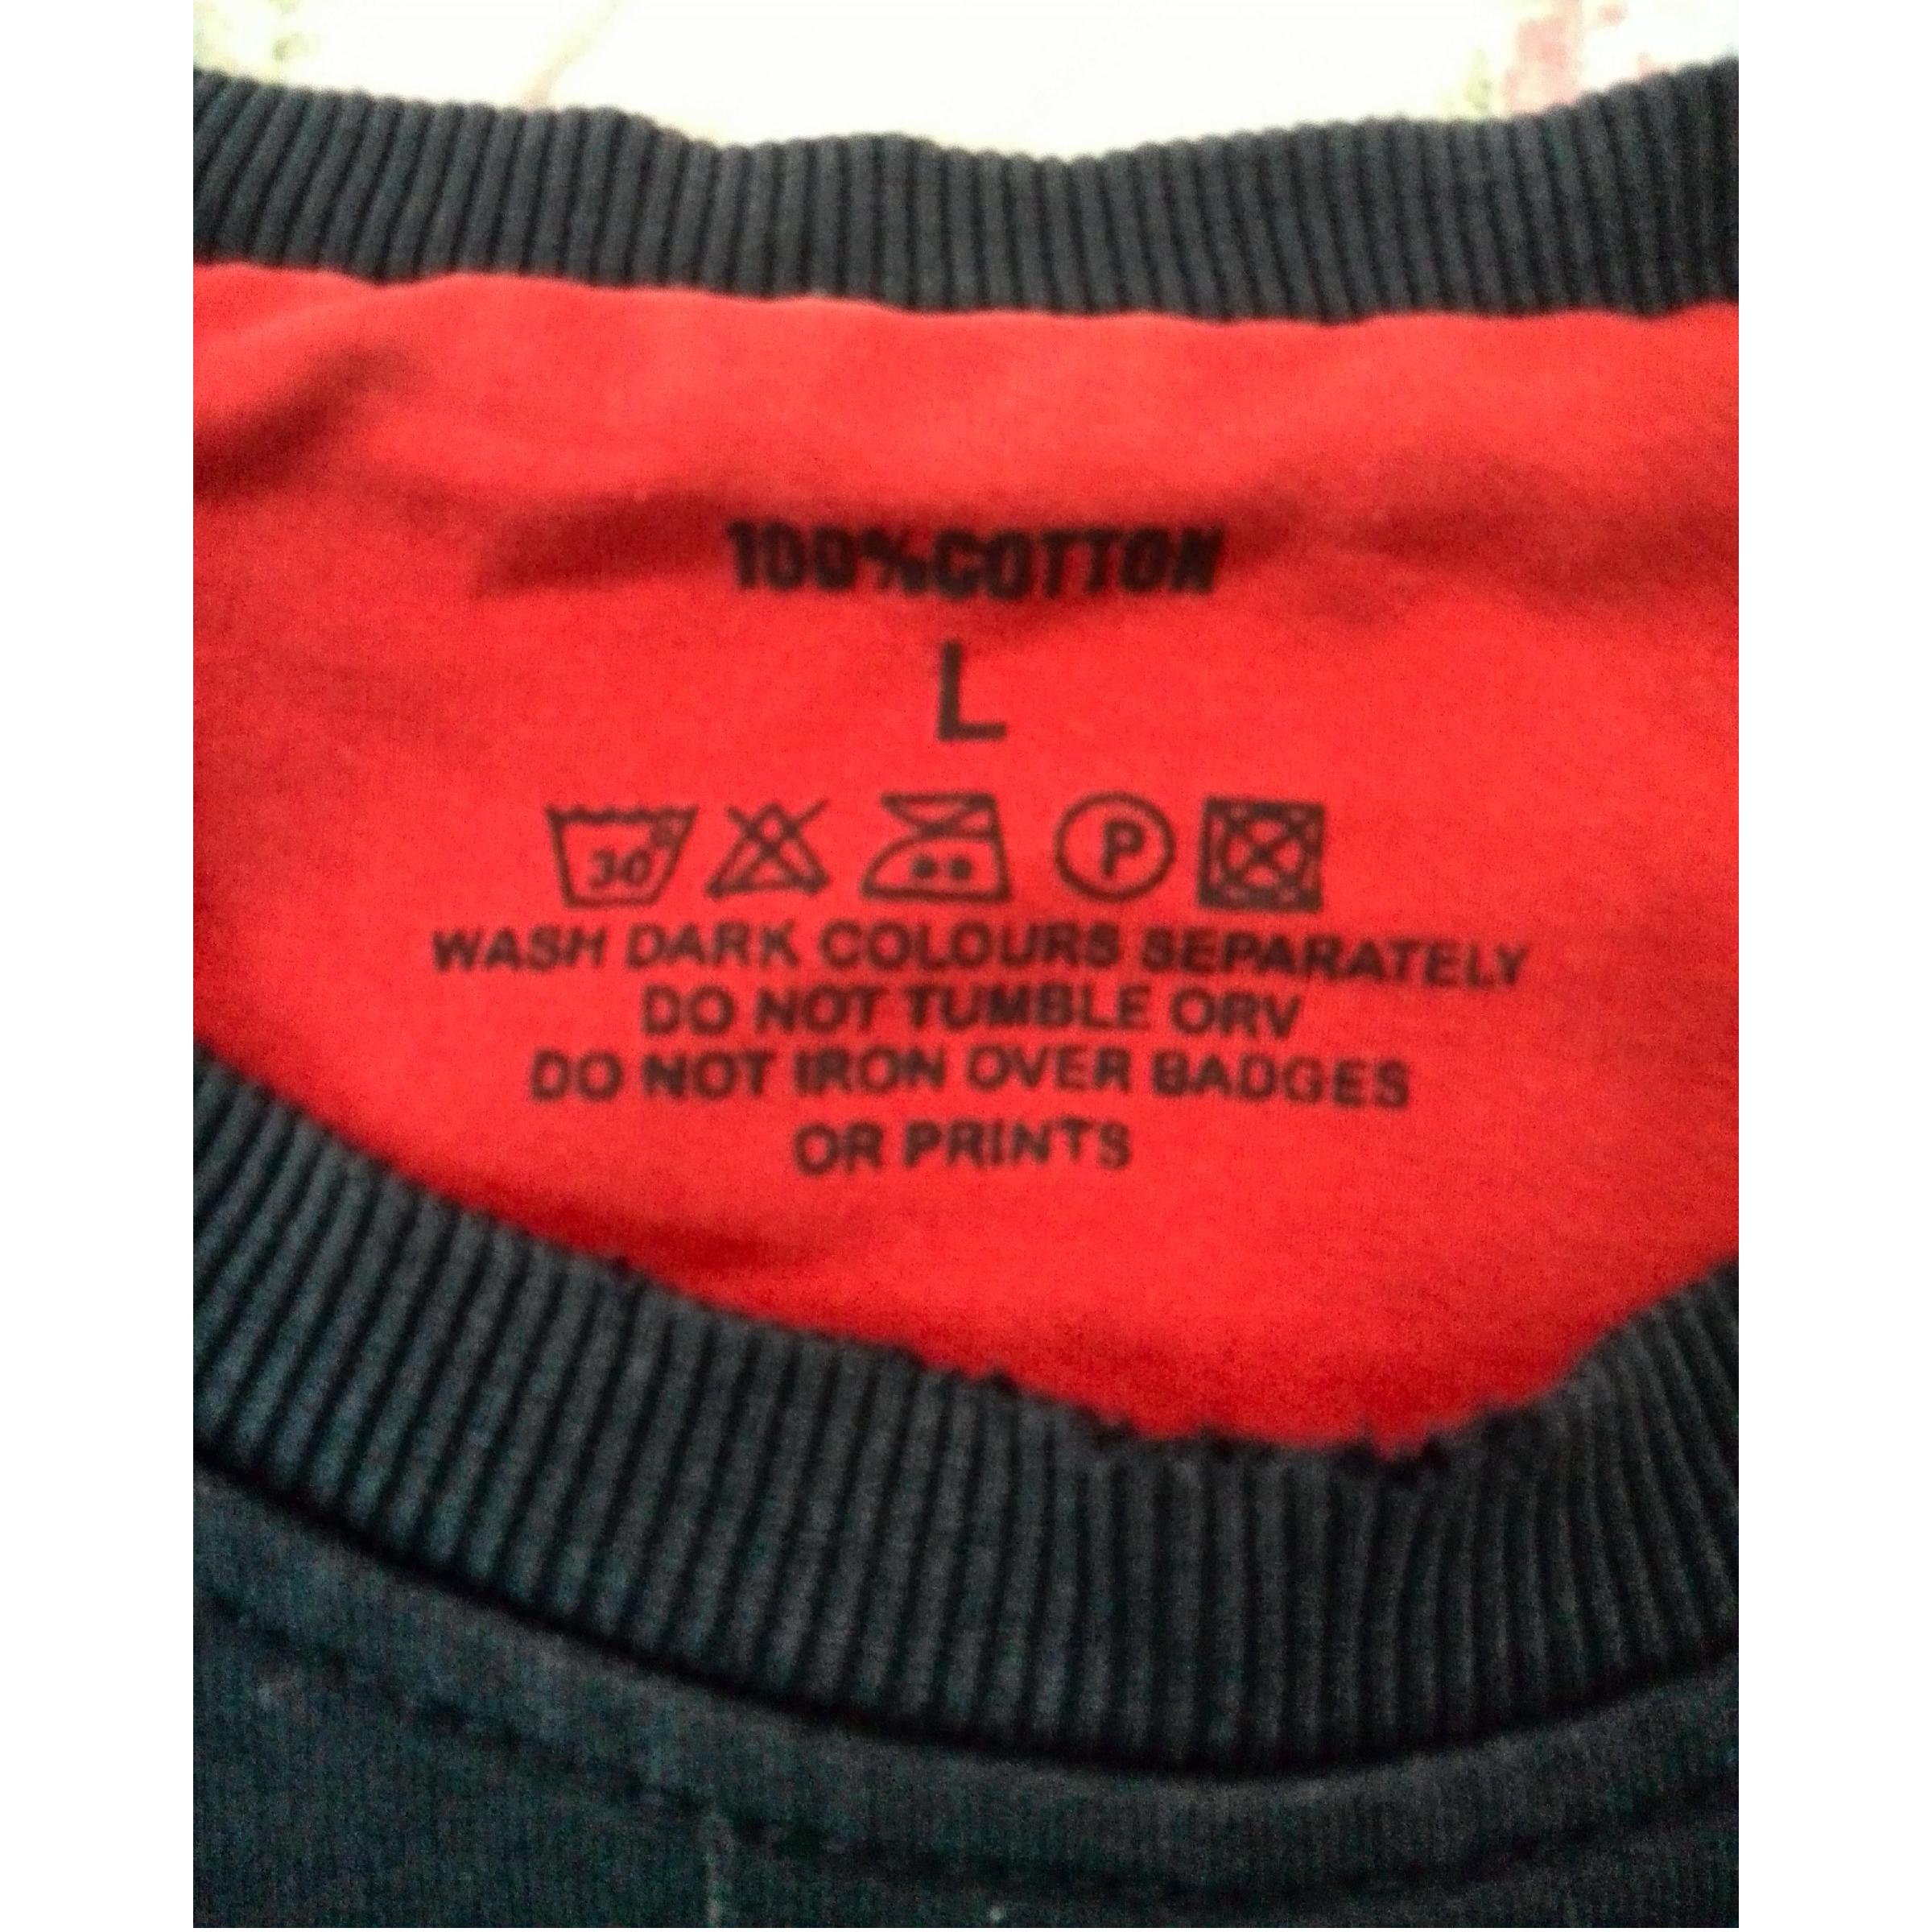 100%COTTON
L
30° P
WASH DARK COLOURS SEPARATELY
DO NOT TUMBLE ORV
DO NOT IRON OVER BADGES
OR PRINTS